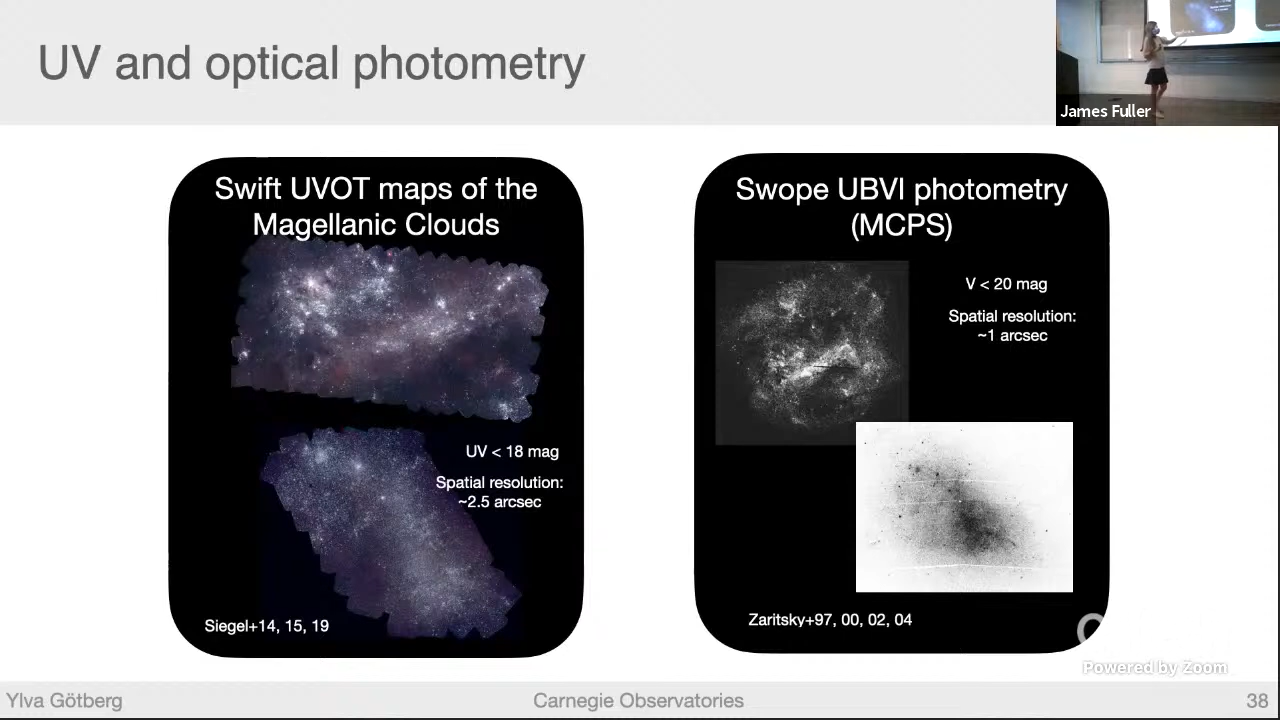 UV and optical photometry
James Fuller
Swift UVOT maps of the
Magellanic Clouds
UV < 18 mag
Spatial resolution:
~2.5 arcsec
Siegel+14, 15, 19
Swope UBVI photometry
(MCPS)
V < 20 mag
Spatial resolution:
~1 arcsec
Zaritsky+97, 00, 02, 04
Powered by Zoom
Ylva Götberg
Carnegie Observatories
38